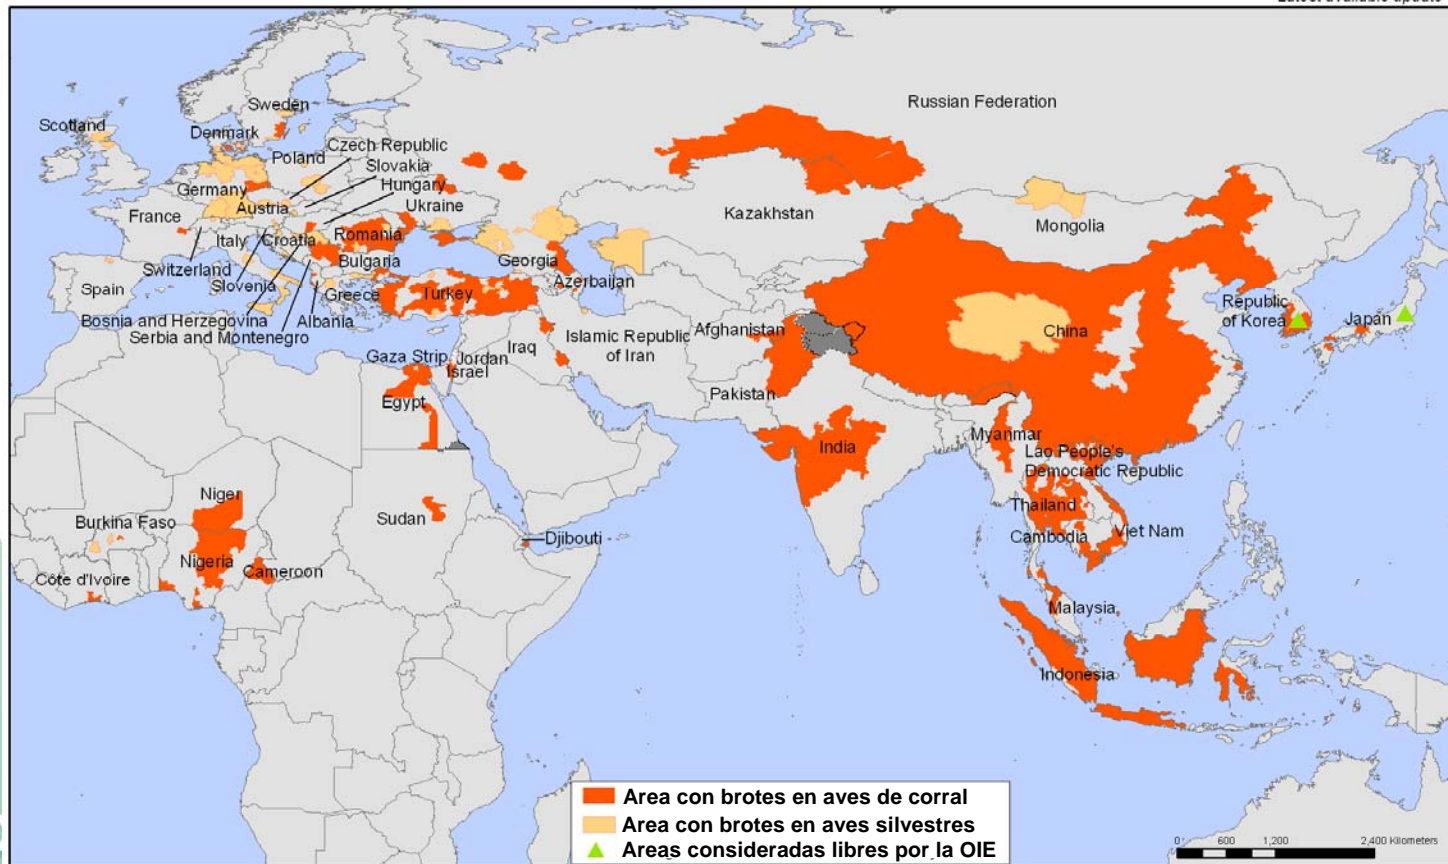 Latest available update
Russian Federation
Sweden
Scotland
Denmark
Czech Republic
Poland
Slovakia
Hungary
Germany
Ukraine
Austria
France
Kazakhstan
Mongolia
Romania
Italy
Croatia
Bulgaria
Georgia
Switzerland
Azerbaijan
Slovenia
Spain
Greece
Turkey
Bosnia and Herzegovina
Albania
Serbia and Montenegro
Republic
of Korea
Japan
China
Afghanistan
Islamic Republic
of Iran
Iraq
Gaza Strip
Jordan
Israel
Pakistan
Egypt
India
Myanmar
Lao People's
Democratic Republic
Niger
Thailand
Burkina Faso
Sudan
Viet Nam
Cambodia
Djibouti
Nigeria
Cameroon
Côte d'Ivoire
Malaysia
Indonesia
Area con brotes en aves de corral
Area con brotes en aves silvestres
Areas consideradas libres por la OIE
0 600 1,200 2,400 Kilometers